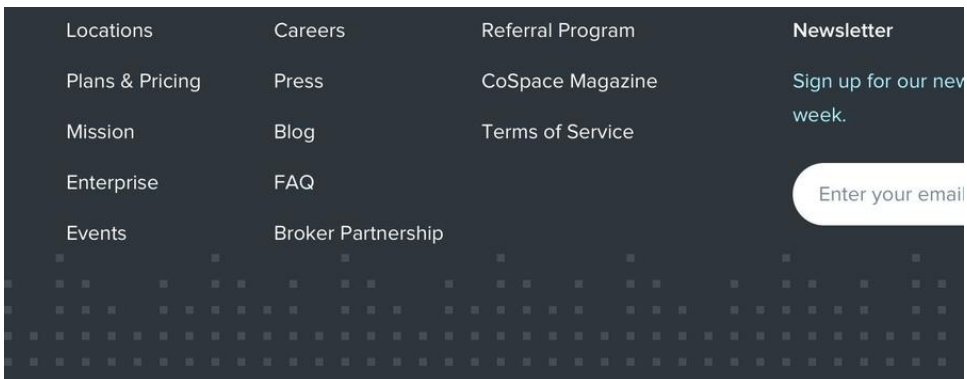 Locations
Plans & Pricing
Mission
Enterprise
Events
Careers
Press
Blog
FAQ
Broker Partnership
Referral Program
CoSpace Magazine
Terms of Service
Newsletter
Sign up for our
week.
Enter your email